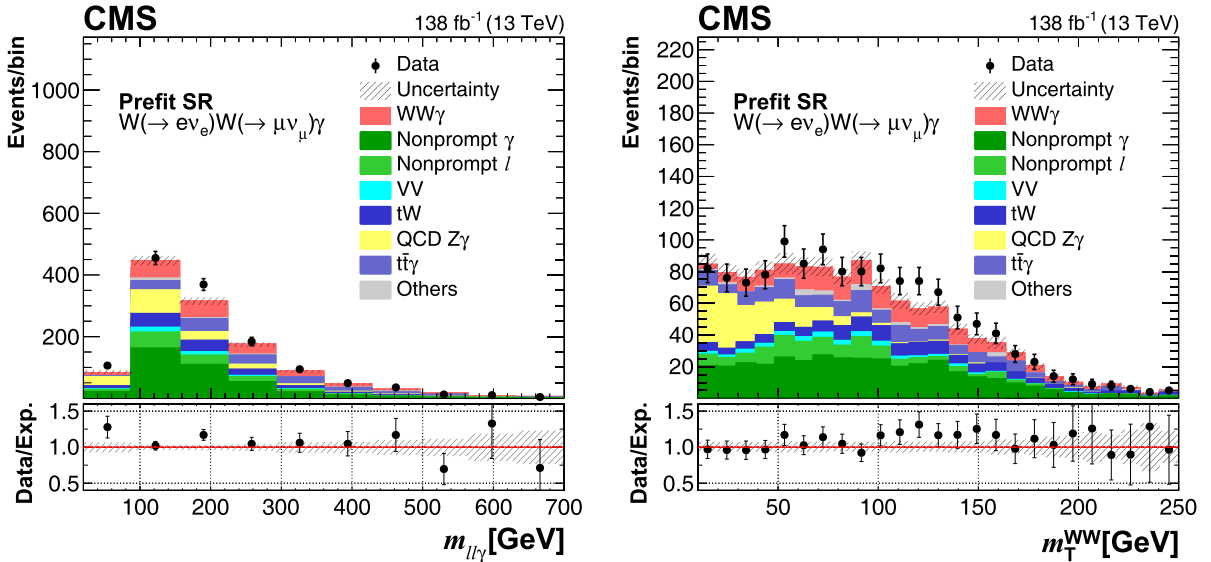 CMS 138 fb⁻¹ (13 TeV)
Events/bin
Prefit SR
W(→ eνₑ)W(→ μν_μ)γ
Data
Uncertainty
WWγ
Nonprompt γ
Nonprompt l
VV
tW
QCD Zγ
tt̄γ
Others
1000
800
600
400
200
Data/Exp.
1.5
1.0
0.5
100 200 300 400 500 600 700
m_{llγ}[GeV]
CMS 138 fb⁻¹ (13 TeV)
Events/bin
Prefit SR
W(→ eνₑ)W(→ μν_μ)γ
Data
Uncertainty
WWγ
Nonprompt γ
Nonprompt l
VV
tW
QCD Zγ
tt̄γ
Others
220
200
180
160
140
120
100
80
60
40
20
Data/Exp.
1.5
1.0
0.5
50 100 150 200 250
m_T^{WW}[GeV]